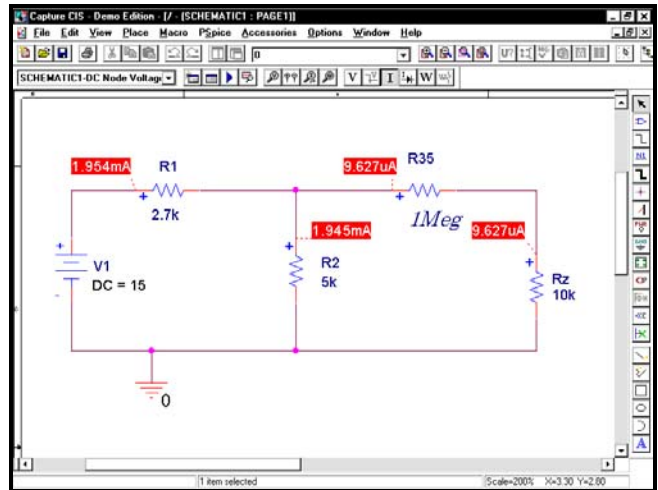 Capture CIS - Demo Edition - [/ - (SCHEMATIC1 : PAGE1)]
File Edit View Place Macro PSpice Accessories Options Window Help
0
SCHEMATIC1-DC Node Voltag
V I W
1.954mA R1 9.627uA R35
2.7k 1Meg 9.627uA
1.945mA
V1 R2 Rz
DC = 15 5k 10k
0
1 item selected Scale=200% X=3.30 Y=2.80